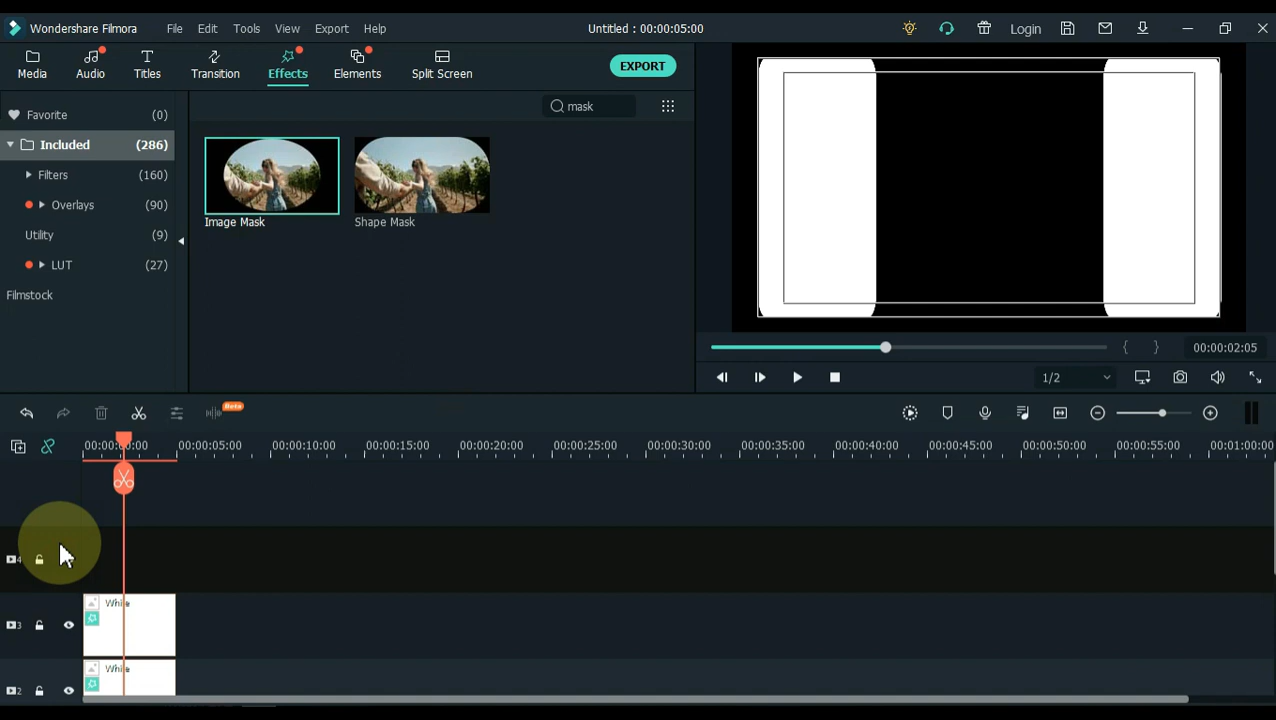 Wondershare Filmora
File Edit Tools View Export Help
Untitled : 00:00:05:00
Login
Media Audio Titles Transition Effects Elements Split Screen
EXPORT
Favorite (0)
mask
Included (286)
Filters (160)
Overlays (90)
Utility (9)
LUT (27)
Filmstock
Image Mask
Shape Mask
{ } 00:00:02:05
1/2
Beta
00:00:00:00 00:00:05:00 00:00:10:00 00:00:15:00 00:00:20:00 00:00:25:00 00:00:30:00 00:00:35:00 00:00:40:00 00:00:45:00 00:00:50:00 00:00:55:00 00:01:00:00
4
White
3
White
2